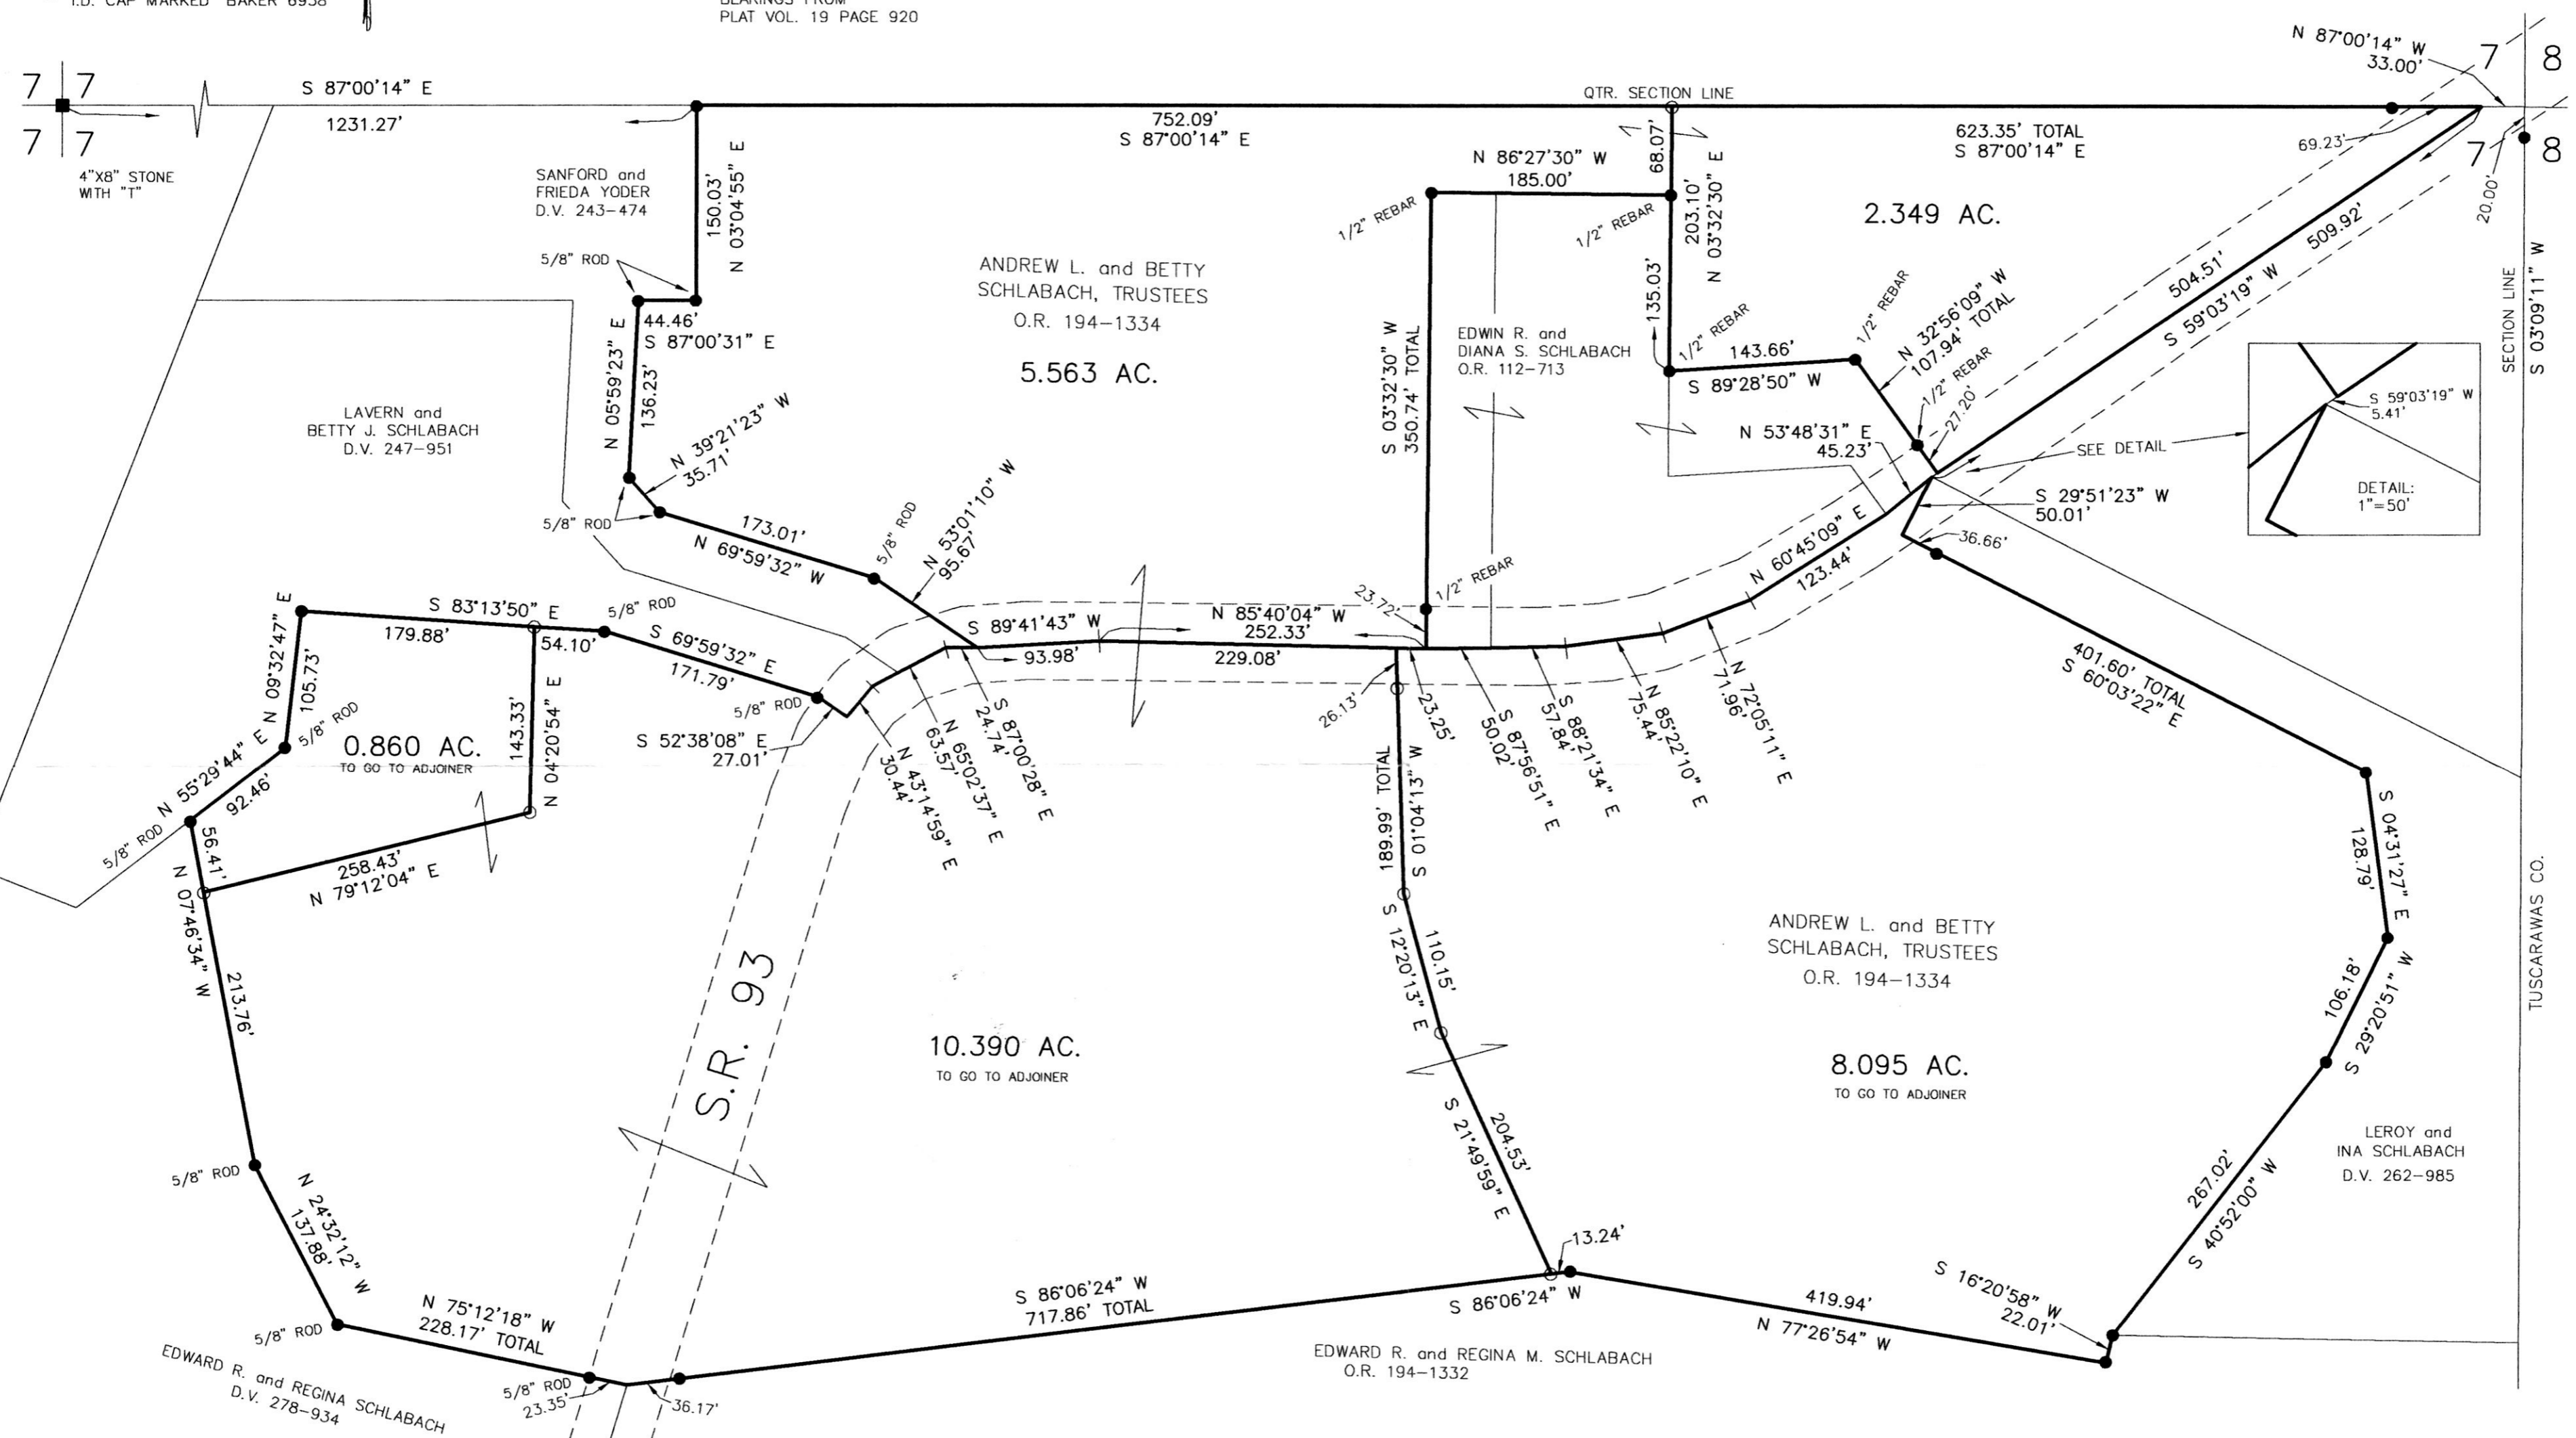 I.D. CAP MARKED "BAKER 6938"
BEARINGS FROM
PLAT VOL. 19 PAGE 920
7 7
7 7
4"X8" STONE
WITH "T"
S 87°00'14" E
1231.27'
752.09'
S 87°00'14" E
QTR. SECTION LINE
623.35' TOTAL
S 87°00'14" E
N 87°00'14" W
33.00'
7 8
7 8
69.23'
20.00'
SECTION LINE
S 03°09'11" W
SANFORD and
FRIEDA YODER
D.V. 243-474
150.03'
N 03°04'55" E
5/8" ROD
44.46'
S 87°00'31" E
N 05°59'23" E
136.23'
N 39°21'23" W
35.71'
5/8" ROD
173.01'
N 69°59'32" W
5/8" ROD
N 53°01'10" W
95.67'
ANDREW L. and BETTY
SCHLABACH, TRUSTEES
O.R. 194-1334
5.563 AC.
LAVERN and
BETTY J. SCHLABACH
D.V. 247-951
1/2" REBAR
N 86°27'30" W
185.00'
1/2" REBAR
68.07'
203.10'
N 03°32'30" E
135.03'
S 03°32'30" W
350.74' TOTAL
EDWIN R. and
DIANA S. SCHLABACH
O.R. 112-713
2.349 AC.
1/2" REBAR
143.66'
S 89°28'50" W
1/2" REBAR
N 32°56'09" W
107.94' TOTAL
1/2" REBAR
27.20'
N 53°48'31" E
45.23'
504.51'
509.92'
S 59°03'19" W
SEE DETAIL
S 59°03'19" W
5.41'
DETAIL:
1"=50'
S 29°51'23" W
50.01'
36.66'
N 60°45'09" E
123.44'
401.60' TOTAL
S 60°03'22" E
23.72'
1/2" REBAR
S 89°41'43" W
93.98'
N 85°40'04" W
252.33'
229.08'
S 83°13'50" E
179.88'
5/8" ROD
54.10'
S 69°59'32" E
171.79'
5/8" ROD
S 52°38'08" E
27.01'
N 09°32'47" E
105.73'
5/8" ROD
N 55°29'44" E
92.46'
5/8" ROD
0.860 AC.
TO GO TO ADJOINER
143.33'
N 04°20'54" E
258.43'
N 79°12'04" E
56.41'
N 07°46'34" W
213.76'
N 43°14'59" E
30.44'
N 65°02'37" E
63.57'
S 87°00'28" E
24.74'
26.13'
23.25'
S 87°56'51" E
50.02'
S 88°21'34" E
57.84'
N 85°22'10" E
75.44'
N 72°05'11" E
71.96'
189.99' TOTAL
S 01°04'13" W
110.15'
S 12°20'13" E
204.53'
S 21°49'59" E
S.R. 93
10.390 AC.
TO GO TO ADJOINER
ANDREW L. and BETTY
SCHLABACH, TRUSTEES
O.R. 194-1334
8.095 AC.
TO GO TO ADJOINER
S 04°31'27" E
128.79'
106.18'
S 29°20'51" W
267.02'
S 40°52'00" W
TUSCARAWAS CO.
LEROY and
INA SCHLABACH
D.V. 262-985
5/8" ROD
N 24°32'12" W
137.88'
5/8" ROD
N 75°12'18" W
228.17' TOTAL
5/8" ROD
23.35'
36.17'
S 86°06'24" W
717.86' TOTAL
13.24'
S 86°06'24" W
419.94'
N 77°26'54" W
S 16°20'58" W
22.01'
EDWARD R. and REGINA SCHLABACH
D.V. 278-934
EDWARD R. and REGINA M. SCHLABACH
O.R. 194-1332